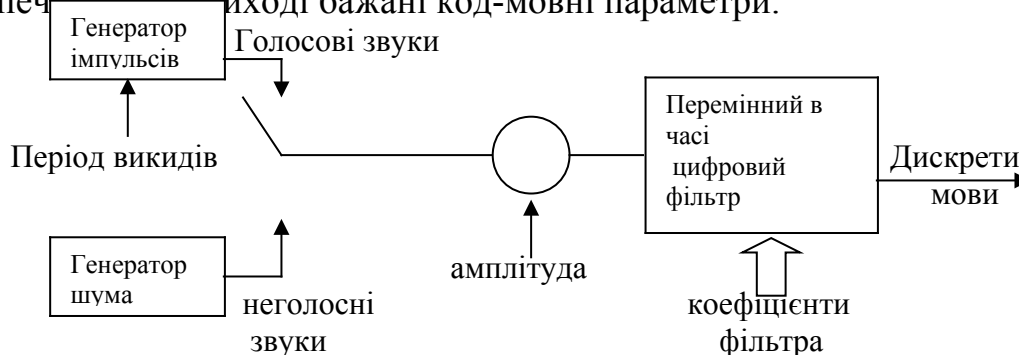 виході бажані код-мовні параметри.
Генератор
імпульсів
Голосові звуки
Період викидів
Перемінний в
часі
цифровий
фільтр
Дискрети
мови
Генератор
шума
неголосні
звуки
амплітуда
коефіцієнти
фільтра